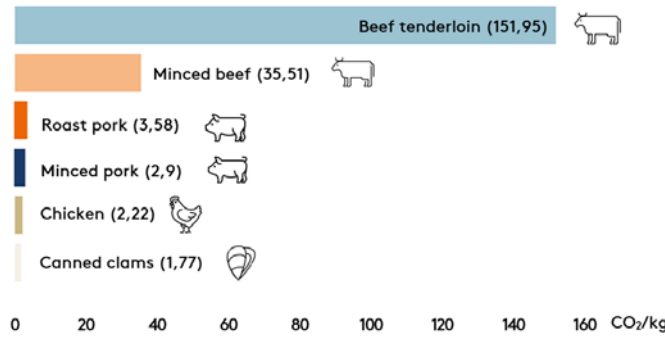 Beef tenderloin (151,95)
Minced beef (35,51)
Roast pork (3,58)
Minced pork (2,9)
Chicken (2,22)
Canned clams (1,77)
0 20 40 60 80 100 120 140 160 CO₂/kg